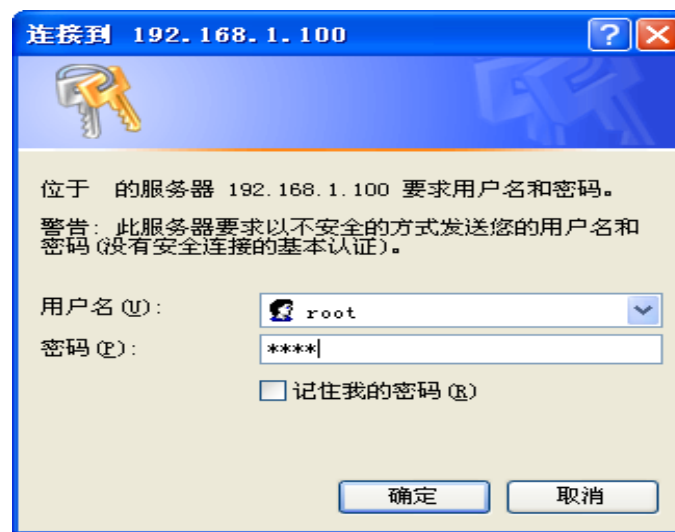 连接到 192.168.1.100
位于 的服务器 192.168.1.100 要求用户名和密码。
警告: 此服务器要求以不安全的方式发送您的用户名和
密码(没有安全连接的基本认证)。
用户名(U): root
密码(P): ****
记住我的密码(R)
确定 取消